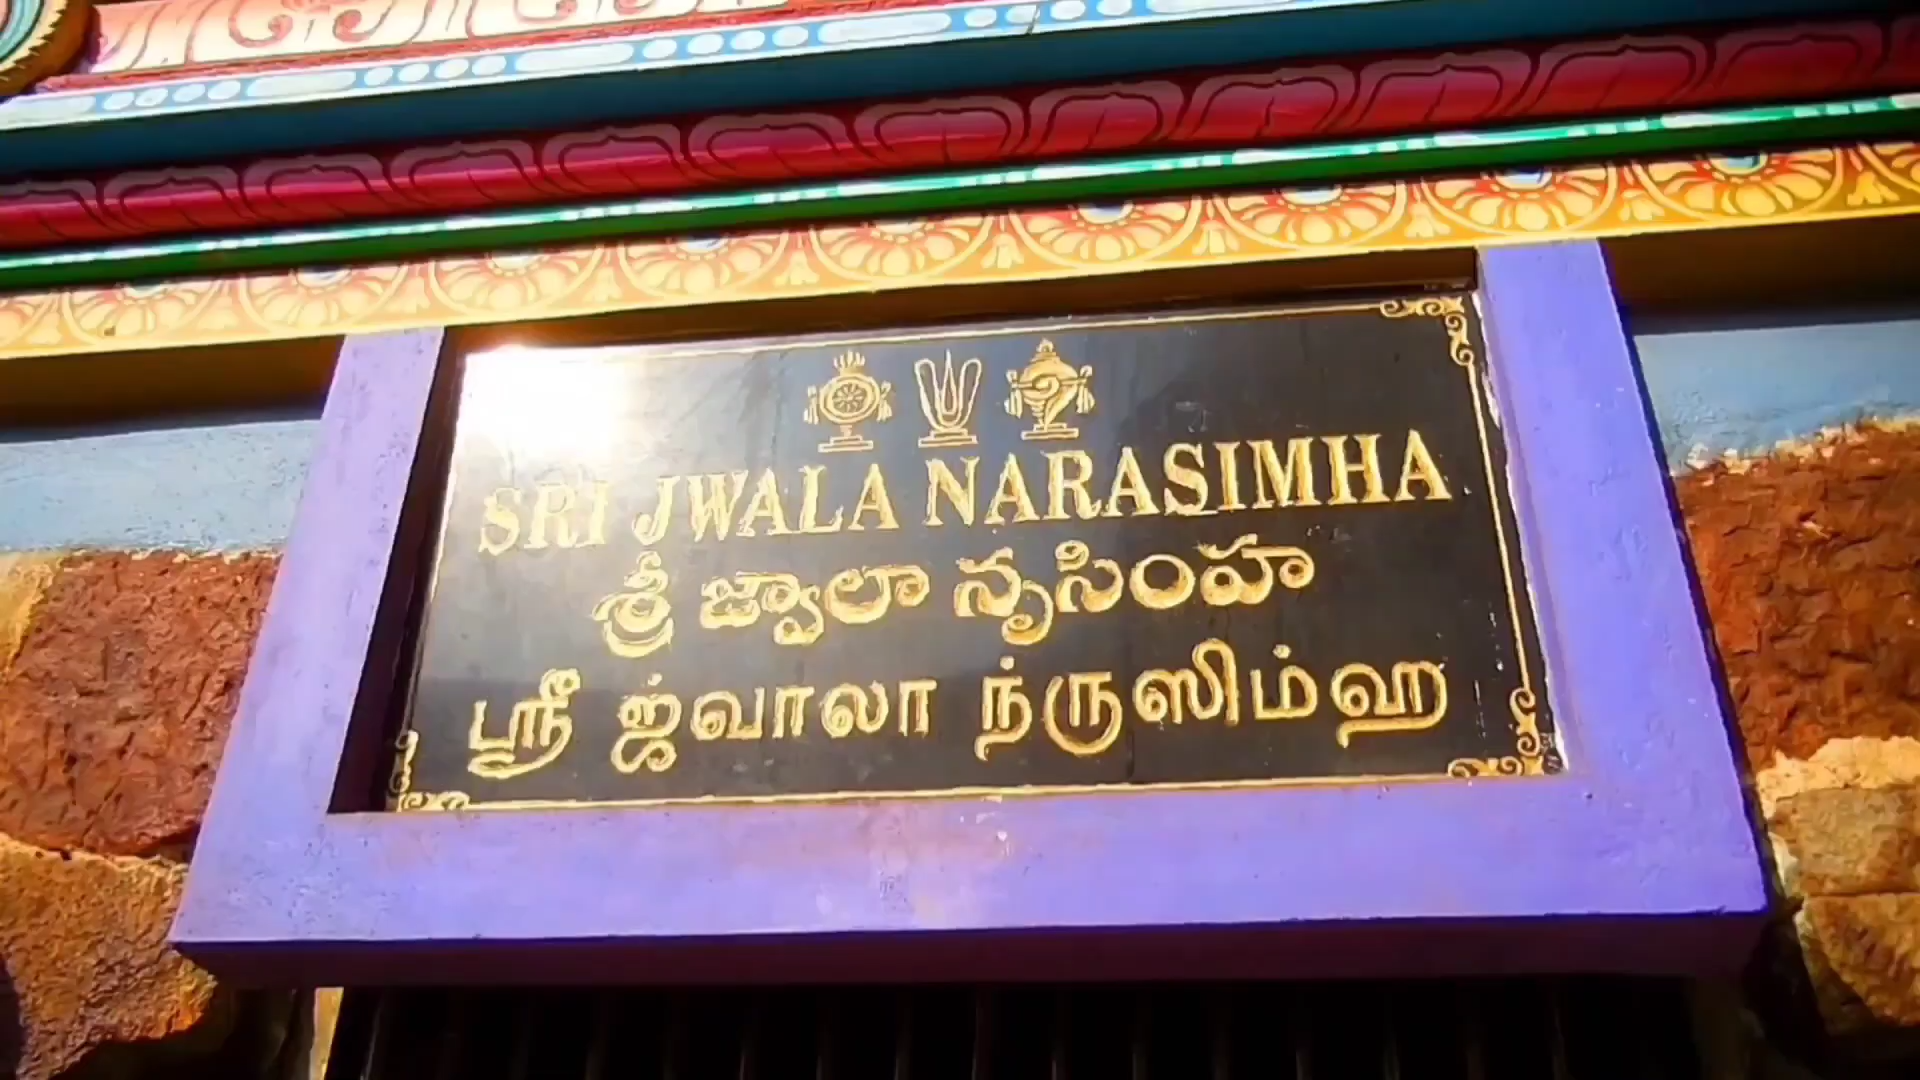 SRI JWALA NARASIMHA
శ్రీ జ్వాలా నృసింహ
ஸ்ரீ ஜ்வாலா ந்ருஸிம்ஹ